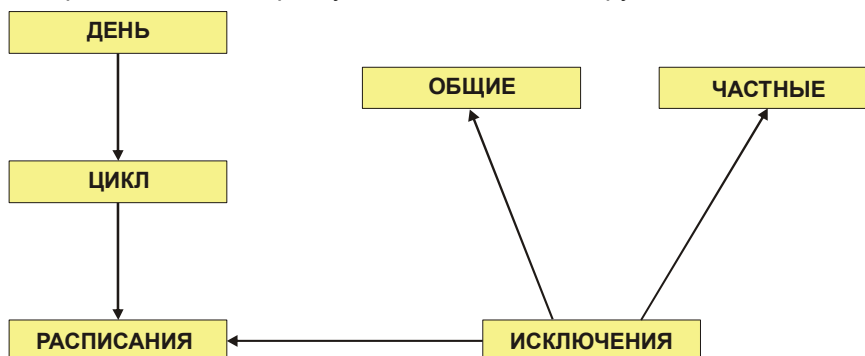 ДЕНЬ
ОБЩИЕ
ЧАСТНЫЕ
ЦИКЛ
РАСПИСАНИЯ
ИСКЛЮЧЕНИЯ